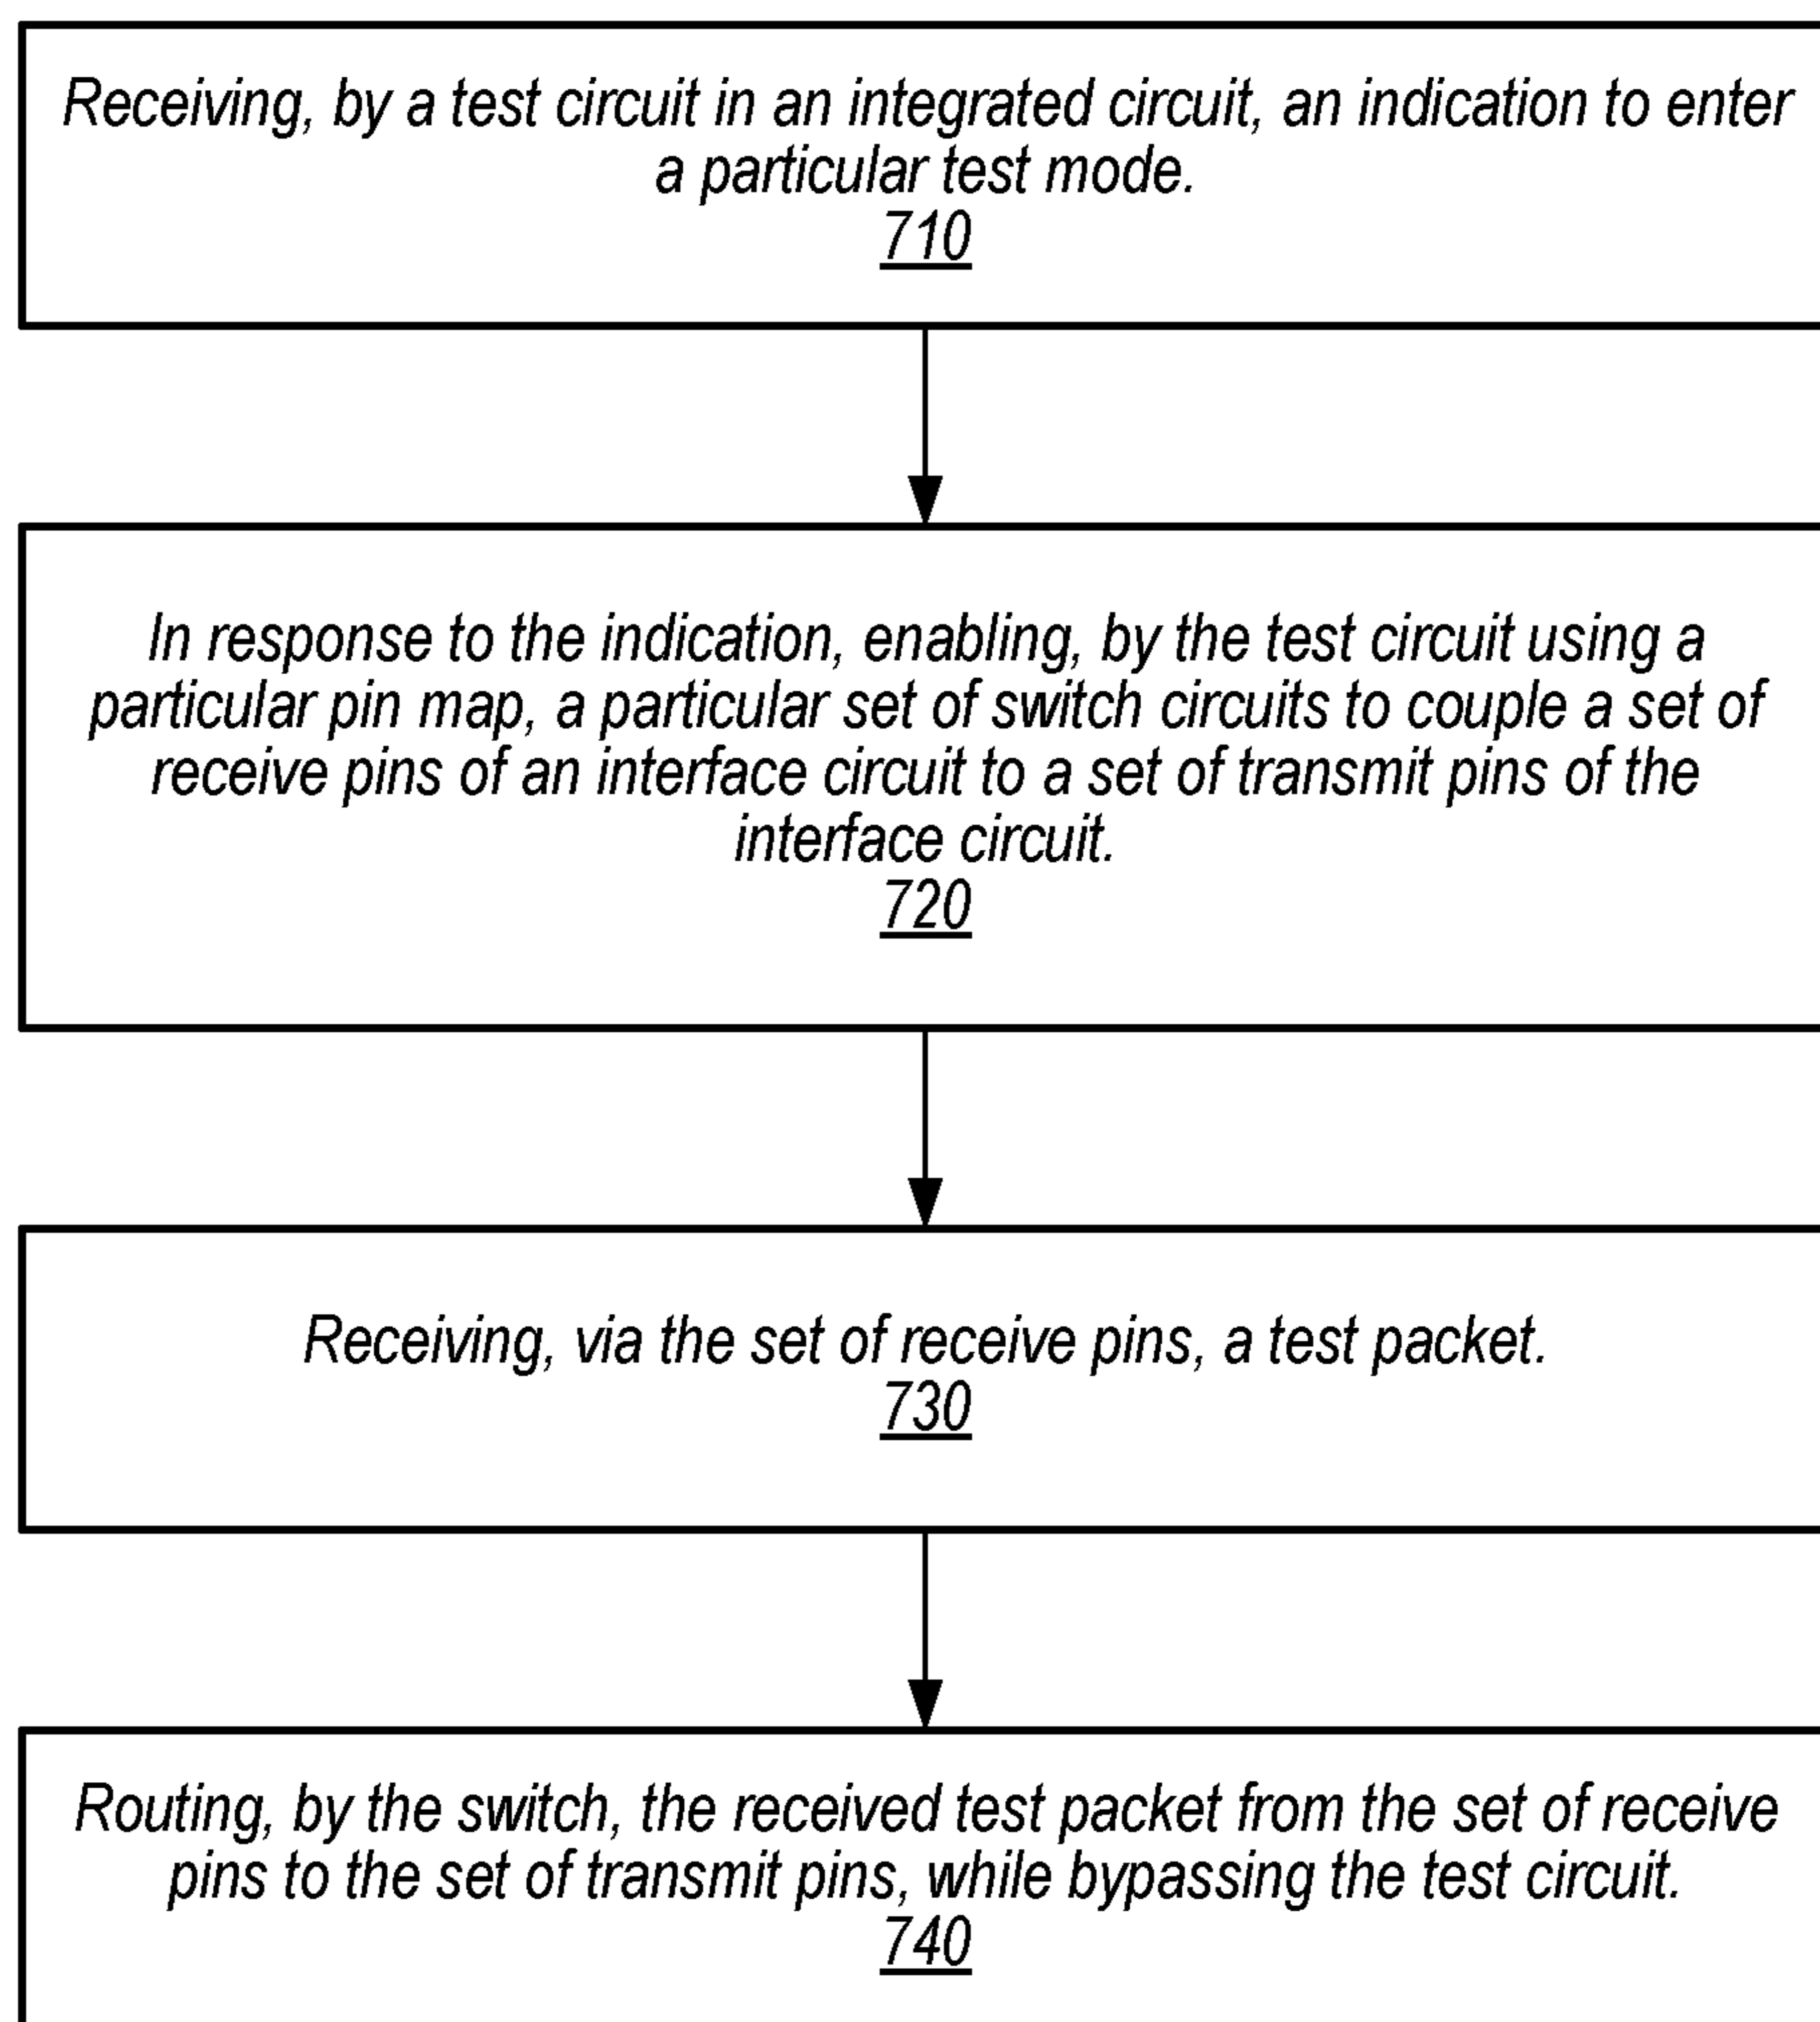 Receiving, by a test circuit in an integrated circuit, an indication to enter
a particular test mode.
710
In response to the indication, enabling, by the test circuit using a
particular pin map, a particular set of switch circuits to couple a set of
receive pins of an interface circuit to a set of transmit pins of the
interface circuit.
720
Receiving, via the set of receive pins, a test packet.
730
Routing, by the switch, the received test packet from the set of receive
pins to the set of transmit pins, while bypassing the test circuit.
740